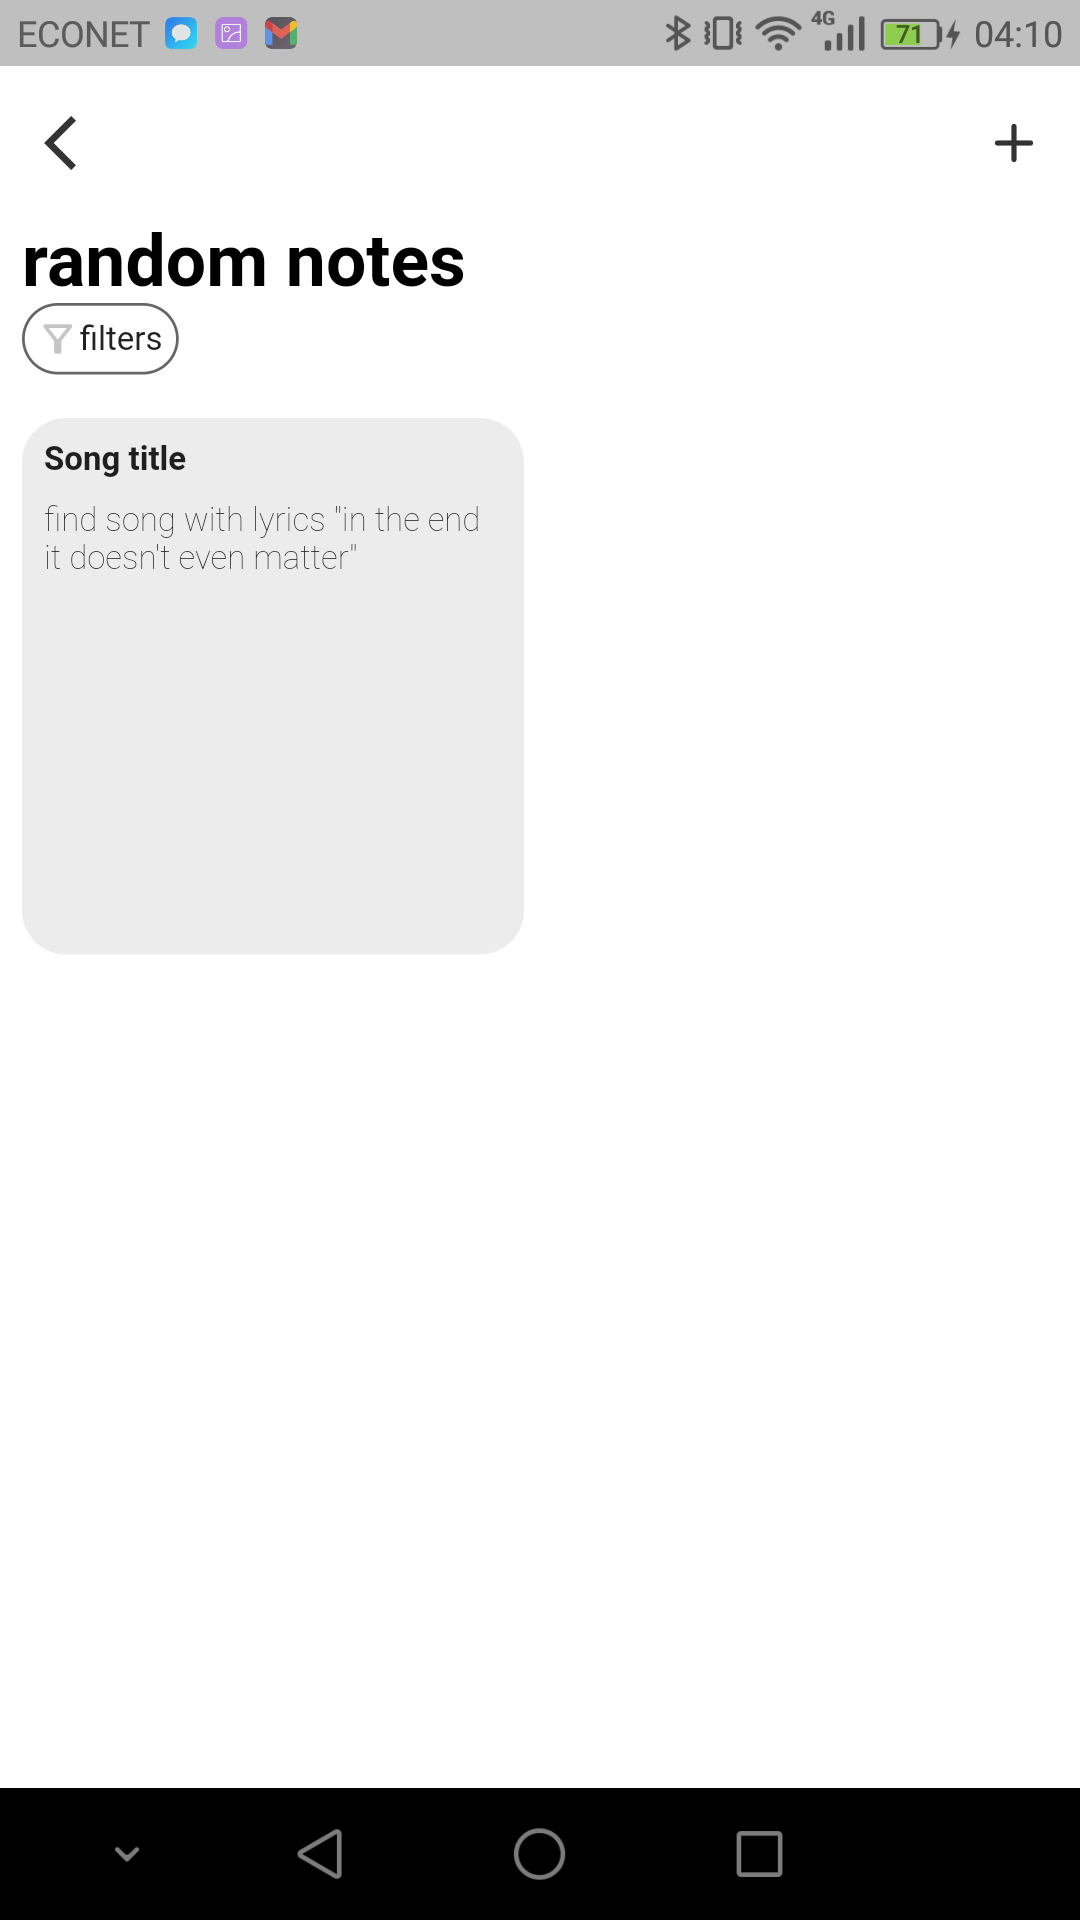 ECONET 4G 71 04:10
random notes
filters
Song title
find song with lyrics "in the end
it doesn't even matter"